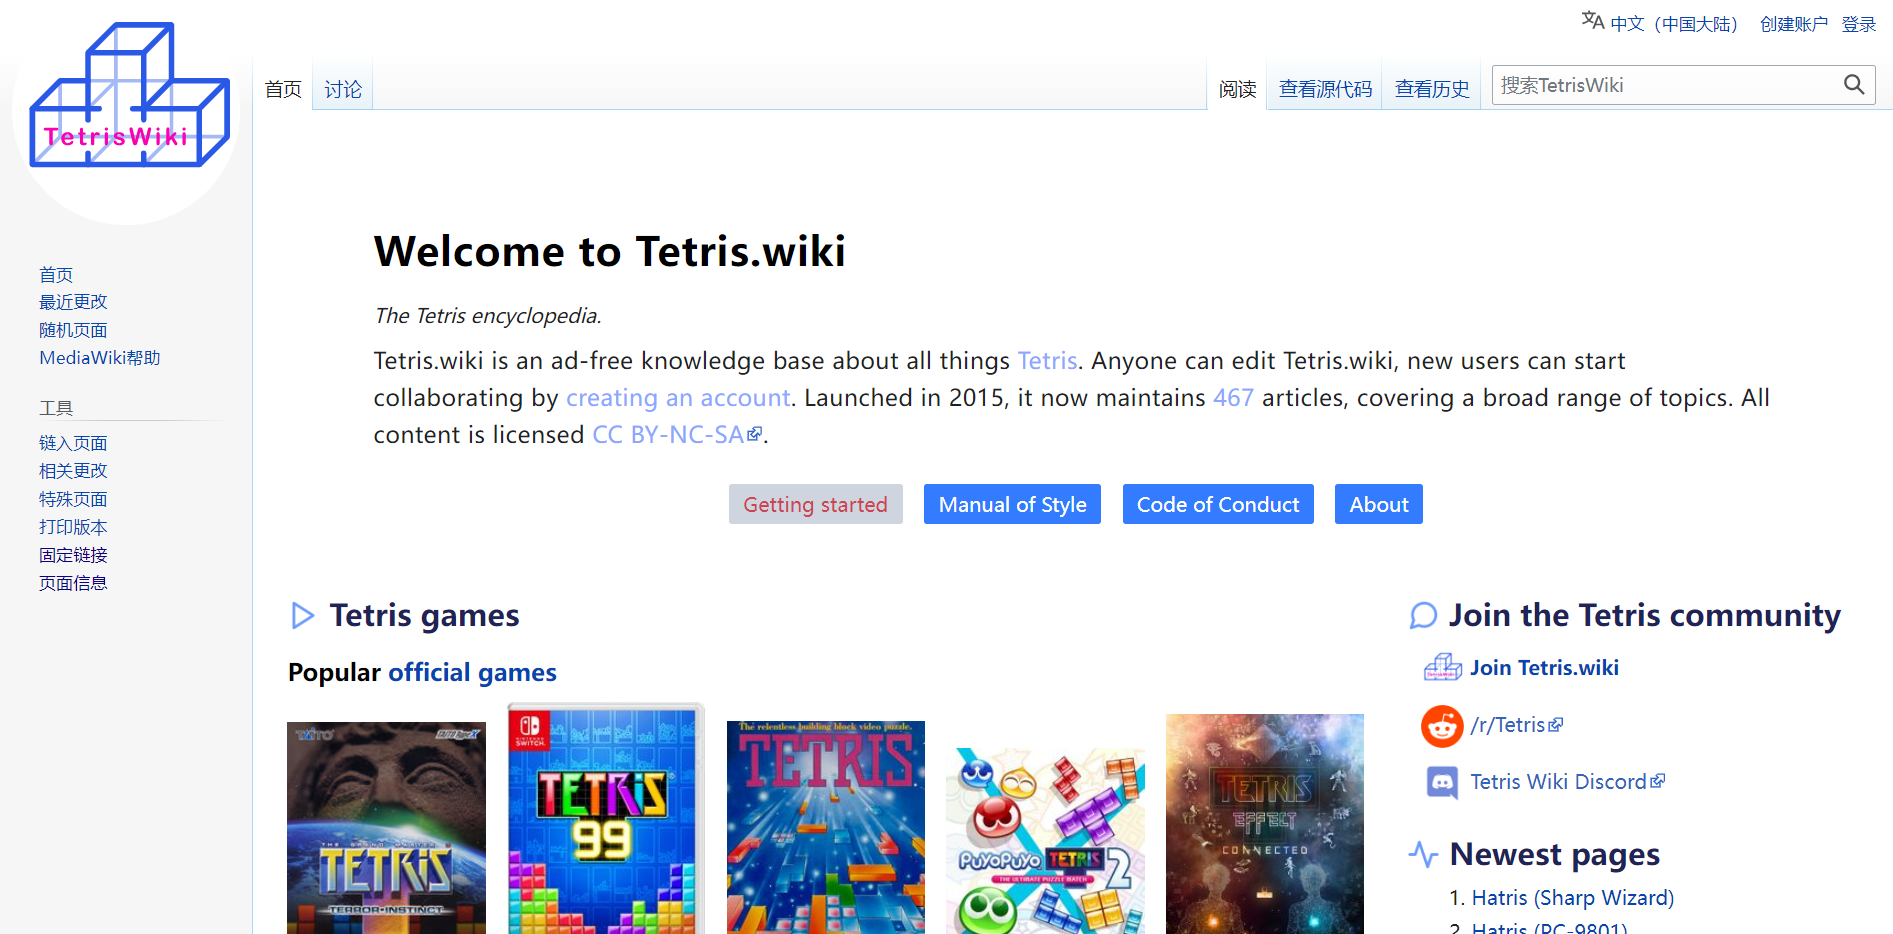 中文（中国大陆） 创建账户 登录
TetrisWiki
首页 讨论 阅读 查看源代码 查看历史 搜索TetrisWiki
首页
最近更改
随机页面
MediaWiki帮助
工具
链入页面
相关更改
特殊页面
打印版本
固定链接
页面信息
Welcome to Tetris.wiki
The Tetris encyclopedia.
Tetris.wiki is an ad-free knowledge base about all things Tetris. Anyone can edit Tetris.wiki, new users can start
collaborating by creating an account. Launched in 2015, it now maintains 467 articles, covering a broad range of topics. All
content is licensed CC BY-NC-SA.
Getting started Manual of Style Code of Conduct About
Tetris games
Popular official games
TAITO
THE GRAND MASTER
TETRIS
TERROR-INSTINCT
NINTENDO
SWITCH.
TETRIS
99
The relentless building block video puzzle.
TETRIS
PUYOPUYO TETRIS 2
THE ULTIMATE PUZZLE MATCH
TETRIS
EFFECT
CONNECTED
Join the Tetris community
Join Tetris.wiki
/r/Tetris
Tetris Wiki Discord
Newest pages
1. Hatris (Sharp Wizard)
2. Hatris (PC-9801)